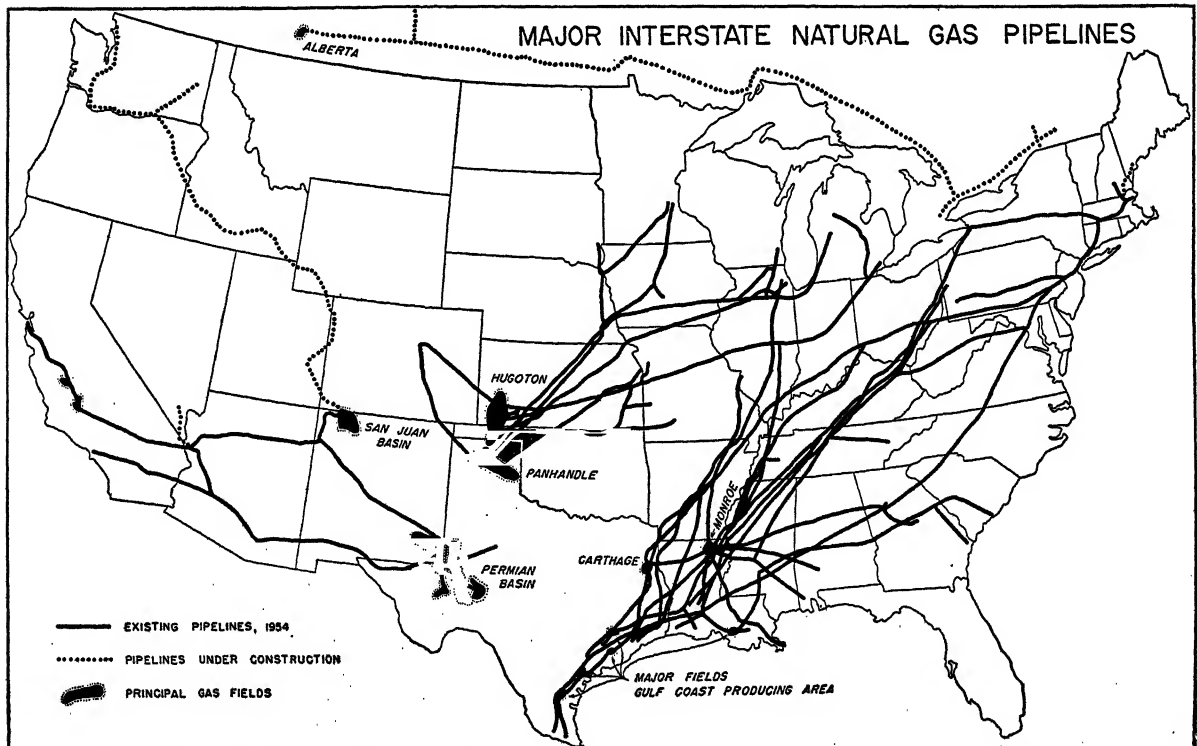 MAJOR INTERSTATE NATURAL GAS PIPELINES
ALBERTA
HUGOTON
SAN JUAN
BASIN
PANHANDLE
MONROE
CARTHAGE
PERMIAN
BASIN
EXISTING PIPELINES, 1954
PIPELINES UNDER CONSTRUCTION
PRINCIPAL GAS FIELDS
MAJOR FIELDS
GULF COAST PRODUCING AREA